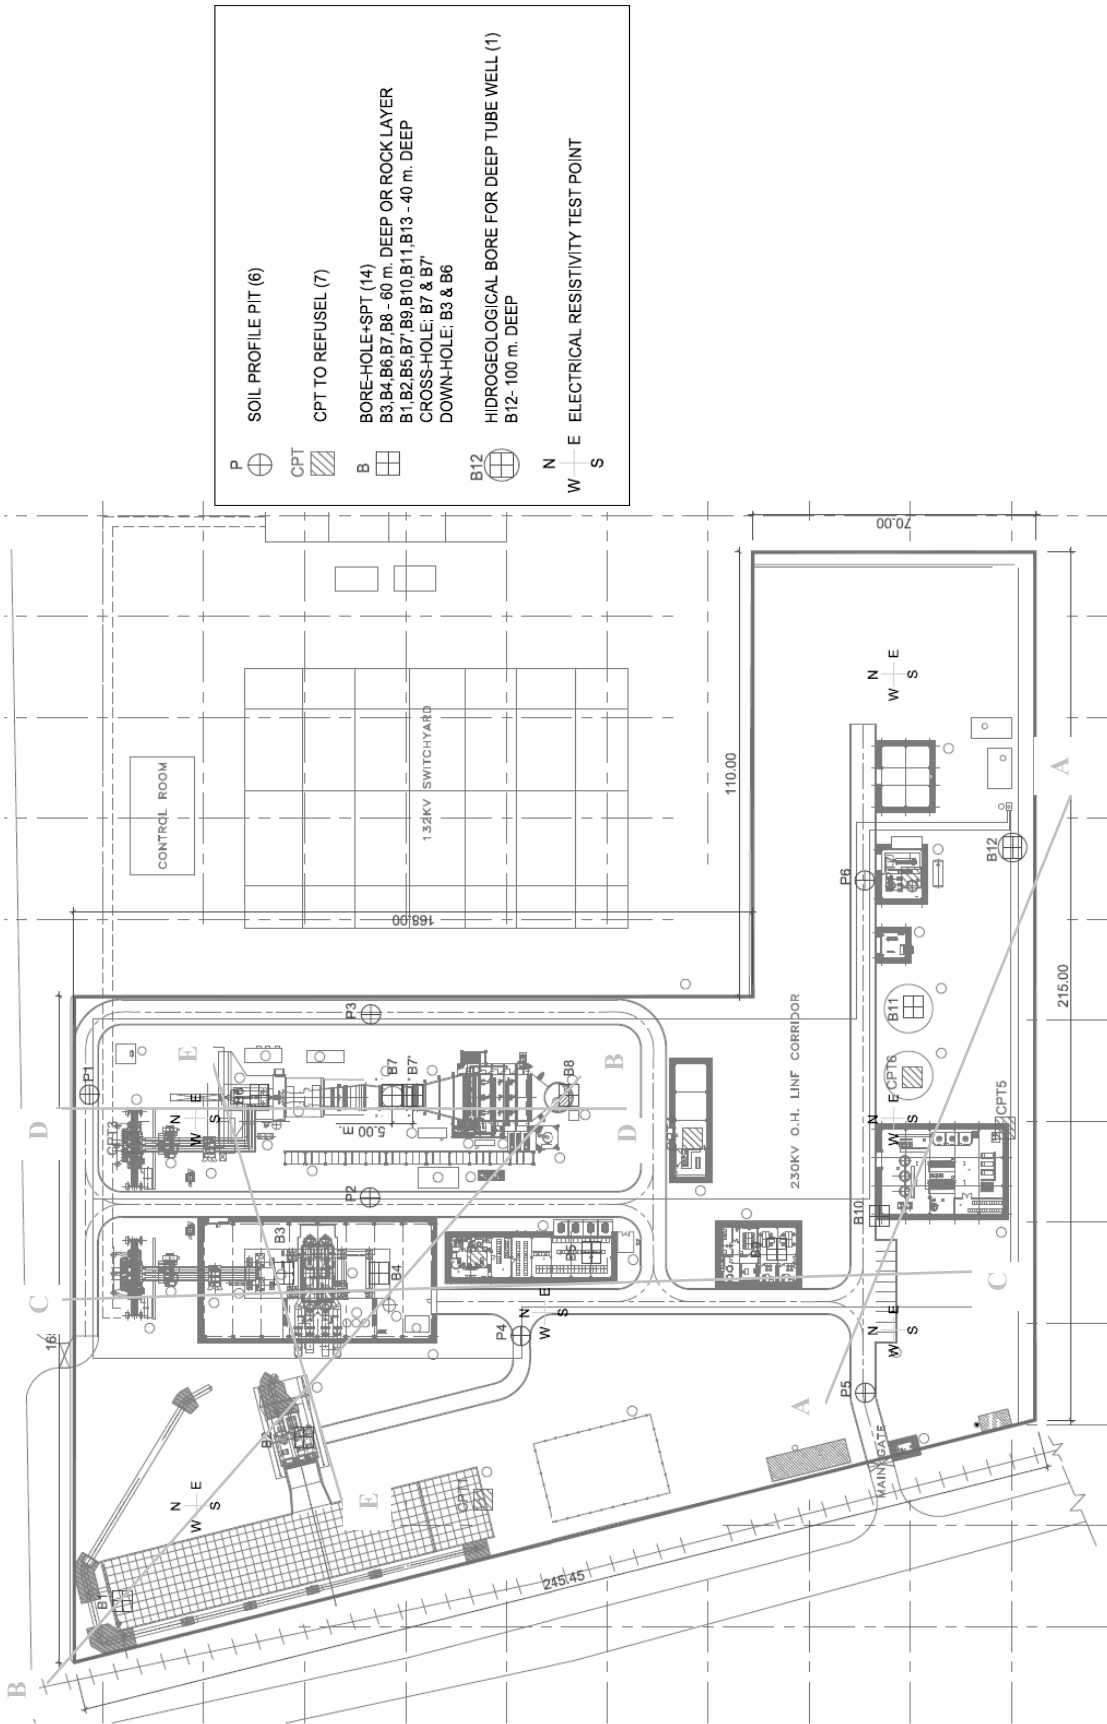 P
SOIL PROFILE PIT (6)
CPT
CPT TO REFUSEL (7)
B
BORE-HOLE+SPT (14)
B3,B4,B6,B7,B8 - 60 m. DEEP OR ROCK LAYER
B1,B2,B5,B7',B9,B10,B11,B13 - 40 m. DEEP
CROSS-HOLE; B7 & B7'
DOWN-HOLE; B3 & B6
B12
HIDROGEOLOGICAL BORE FOR DEEP TUBE WELL (1)
B12- 100 m. DEEP
N
W E
S
ELECTRICAL RESISTIVITY TEST POINT
CONTROL ROOM
132KV SWITCHYARD
70.00
110.00
168.00
215.00
245.45
230KV O.H. LINF CORRIDOR
MAIN GATE
5.00 m.
16
P1
P2
P3
P4
P5
P6
B3
B4
B7
B7'
B8
B10
B11
B12
CPT5
CPT6
A
A
B
B
C
C
D
D
E
E
N
W E
S
N
W E
S
N
W E
S
N
W E
S
N
W E
S
N
W E
S